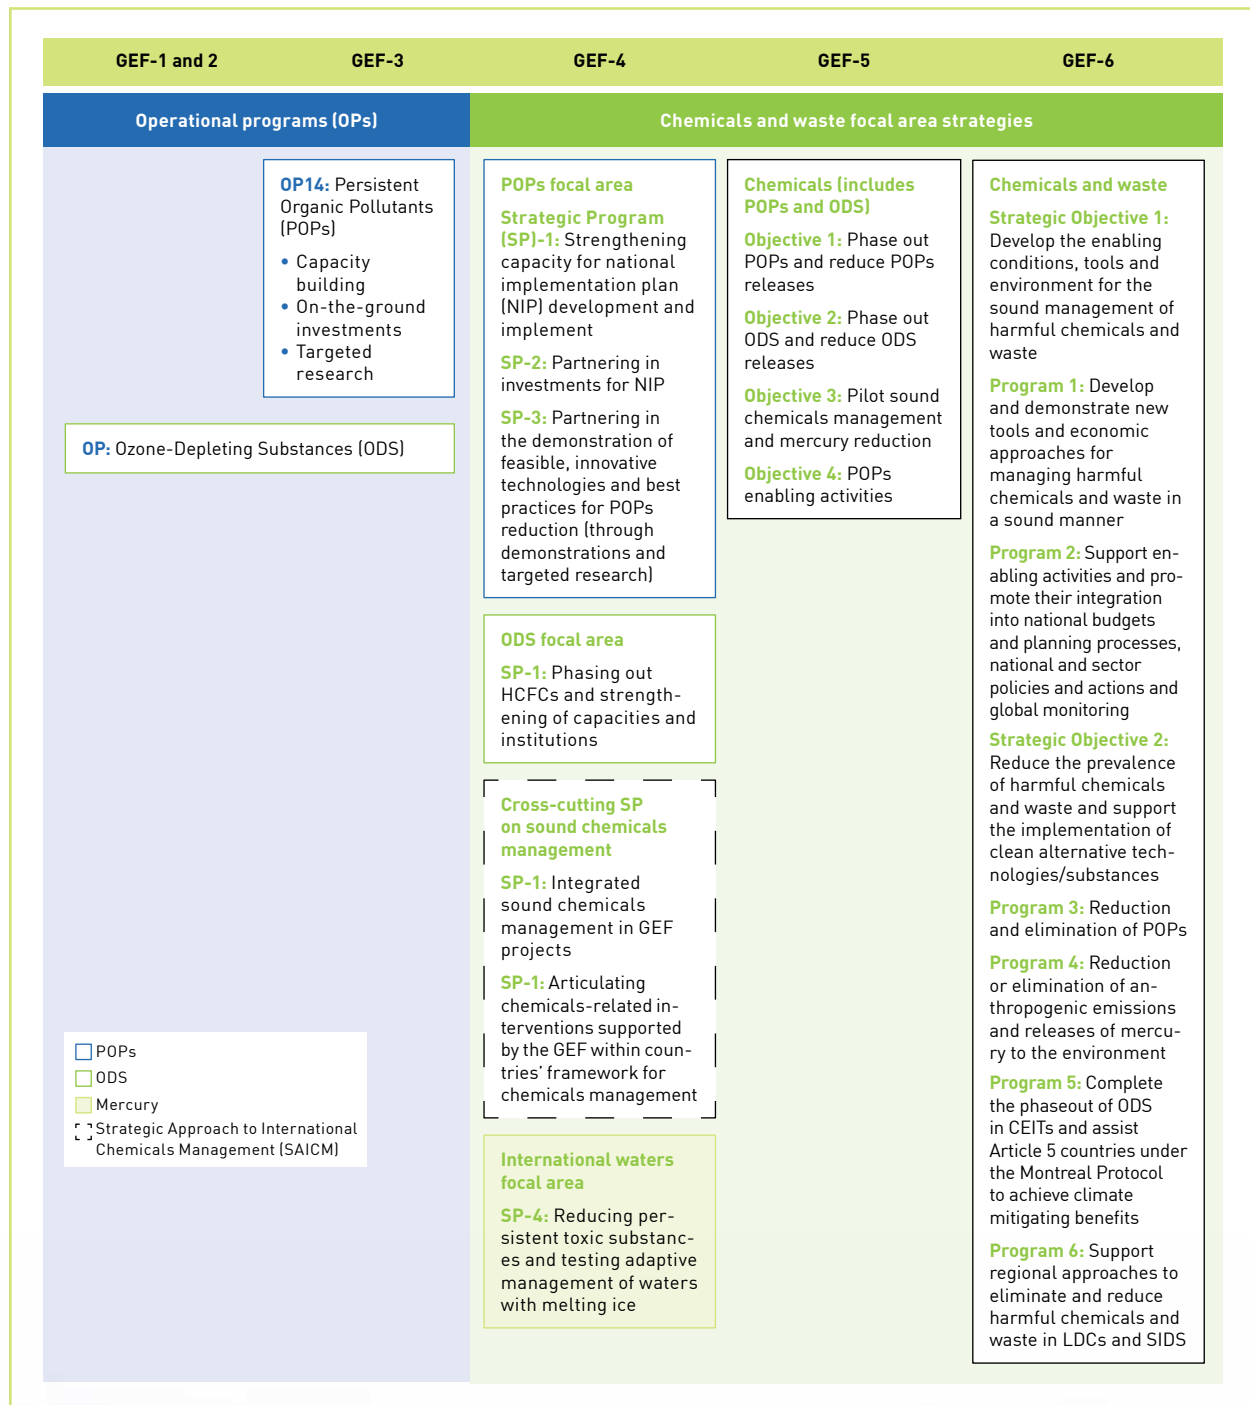 GEF-1 and 2
GEF-3
GEF-4
GEF-5
GEF-6
Operational programs (OPs)
Chemicals and waste focal area strategies
OP14: Persistent
Organic Pollutants
(POPs)
• Capacity
building
• On-the-ground
investments
• Targeted
research
OP: Ozone-Depleting Substances (ODS)
POPs
ODS
Mercury
Strategic Approach to International
Chemicals Management (SAICM)
POPs focal area
Strategic Program
(SP)-1: Strengthening
capacity for national
implementation plan
(NIP) development and
implement
SP-2: Partnering in
investments for NIP
SP-3: Partnering in
the demonstration of
feasible, innovative
technologies and best
practices for POPs
reduction (through
demonstrations and
targeted research)
ODS focal area
SP-1: Phasing out
HCFCs and strength-
ening of capacities and
institutions
Cross-cutting SP
on sound chemicals
management
SP-1: Integrated
sound chemicals
management in GEF
projects
SP-1: Articulating
chemicals-related in-
terventions supported
by the GEF within coun-
tries’ framework for
chemicals management
International waters
focal area
SP-4: Reducing per-
sistent toxic substanc-
es and testing adaptive
management of waters
with melting ice
Chemicals (includes
POPs and ODS)
Objective 1: Phase out
POPs and reduce POPs
releases
Objective 2: Phase out
ODS and reduce ODS
releases
Objective 3: Pilot sound
chemicals management
and mercury reduction
Objective 4: POPs
enabling activities
Chemicals and waste
Strategic Objective 1:
Develop the enabling
conditions, tools and
environment for the
sound management of
harmful chemicals and
waste
Program 1: Develop
and demonstrate new
tools and economic
approaches for
managing harmful
chemicals and waste in
a sound manner
Program 2: Support en-
abling activities and pro-
mote their integration
into national budgets
and planning processes,
national and sector
policies and actions and
global monitoring
Strategic Objective 2:
Reduce the prevalence
of harmful chemicals
and waste and support
the implementation of
clean alternative tech-
nologies/substances
Program 3: Reduction
and elimination of POPs
Program 4: Reduction
or elimination of an-
thropogenic emissions
and releases of mercu-
ry to the environment
Program 5: Complete
the phaseout of ODS
in CEITs and assist
Article 5 countries under
the Montreal Protocol
to achieve climate
mitigating benefits
Program 6: Support
regional approaches to
eliminate and reduce
harmful chemicals and
waste in LDCs and SIDS